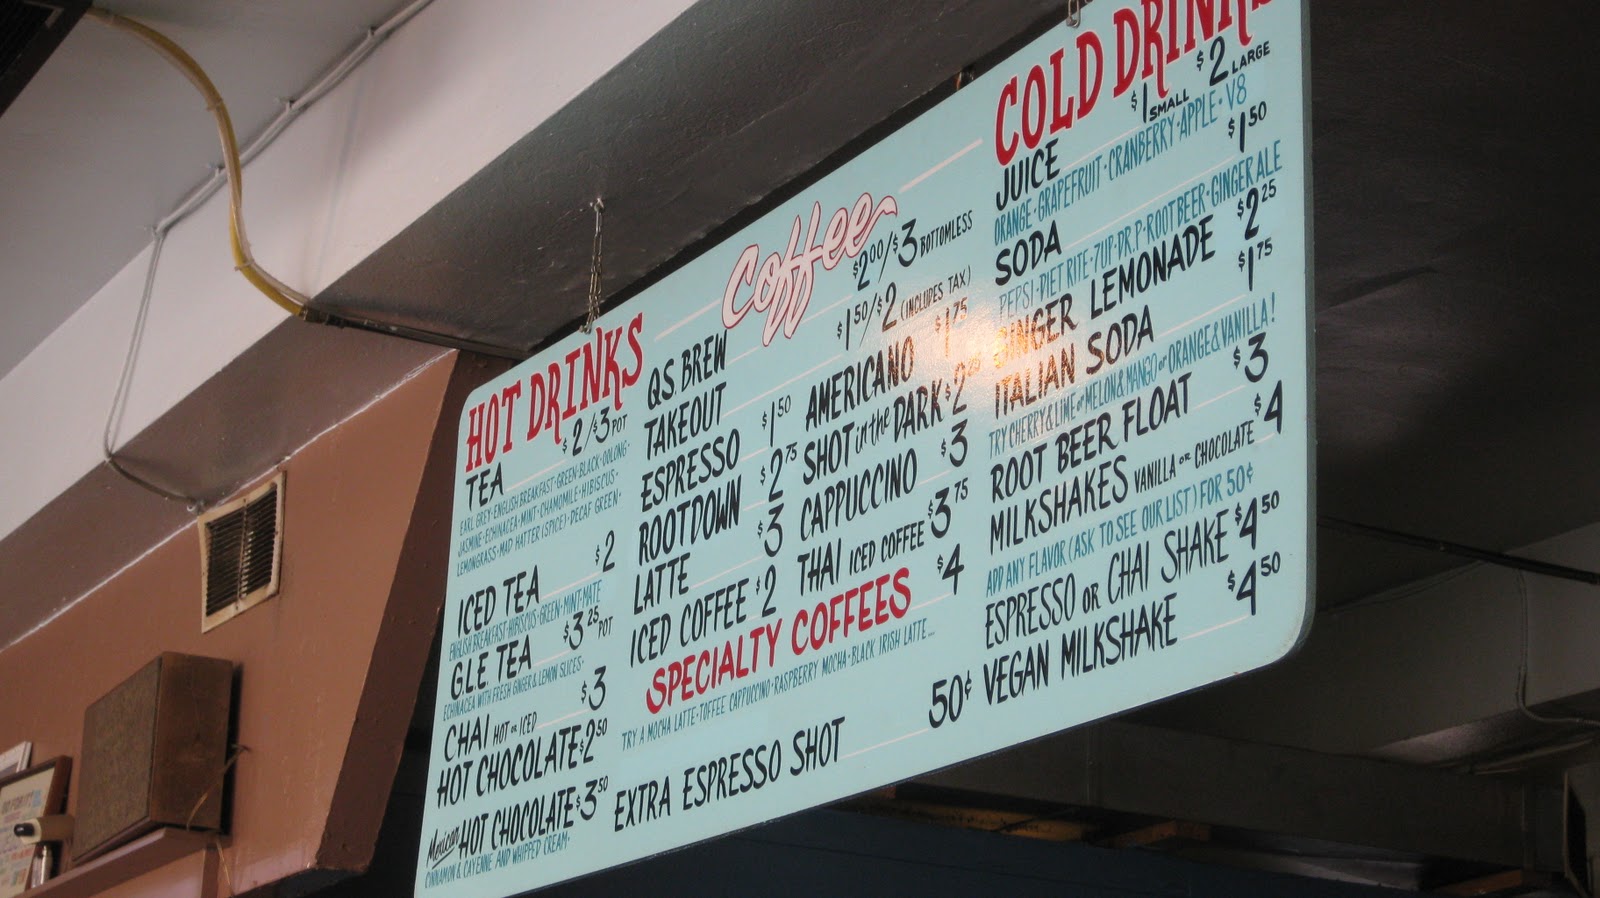 HOT DRINKS
TEA $2/$3 POT
EARL GREY·ENGLISH BREAKFAST·GREEN·BLACK·OOLONG·
JASMINE·ECHINACEA·MINT·CHAMOMILE·HIBISCUS·
LEMONGRASS·MAD HATTER (SPICE)·DECAF GREEN·
ICED TEA $2
ENGLISH BREAKFAST·HIBISCUS·GREEN·MINT·MATE
G.L.E TEA $3.25 POT
ECHINACEA WITH FRESH GINGER & LEMON SLICES·
CHAI HOT OR ICED $3
HOT CHOCOLATE $2.50
Mexican HOT CHOCOLATE $3.50
CINNAMON & CAYENNE AND WHIPPED CREAM·
Coffee
Q.S. BREW $2.00/$3 BOTTOMLESS
TAKEOUT $1.50/$2 (INCLUDES TAX)
ESPRESSO $1.50
ROOTDOWN $2.75
LATTE $3
ICED COFFEE $2
AMERICANO $1.75
SHOT in the DARK $2.25
CAPPUCCINO $3
THAI ICED COFFEE $3.75
SPECIALTY COFFEES $4
TRY A MOCHA LATTE·TOFFEE CAPPUCCINO·RASPBERRY MOCHA·BLACK IRISH LATTE...
EXTRA ESPRESSO SHOT 50¢
COLD DRINKS
JUICE $1 SMALL $2 LARGE
ORANGE·GRAPEFRUIT·CRANBERRY·APPLE·V8
SODA $1.50
PEPSI·DIET RITE·7UP·DR.P·ROOT BEER·GINGER ALE
GINGER LEMONADE $2.25
ITALIAN SODA $1.75
TRY CHERRY & LIME or MELON & MANGO or ORANGE & VANILLA!
ROOT BEER FLOAT $3
MILKSHAKES VANILLA OR CHOCOLATE $4
ADD ANY FLAVOR (ASK TO SEE OUR LIST) FOR 50¢
ESPRESSO OR CHAI SHAKE $4.50
VEGAN MILKSHAKE $4.50